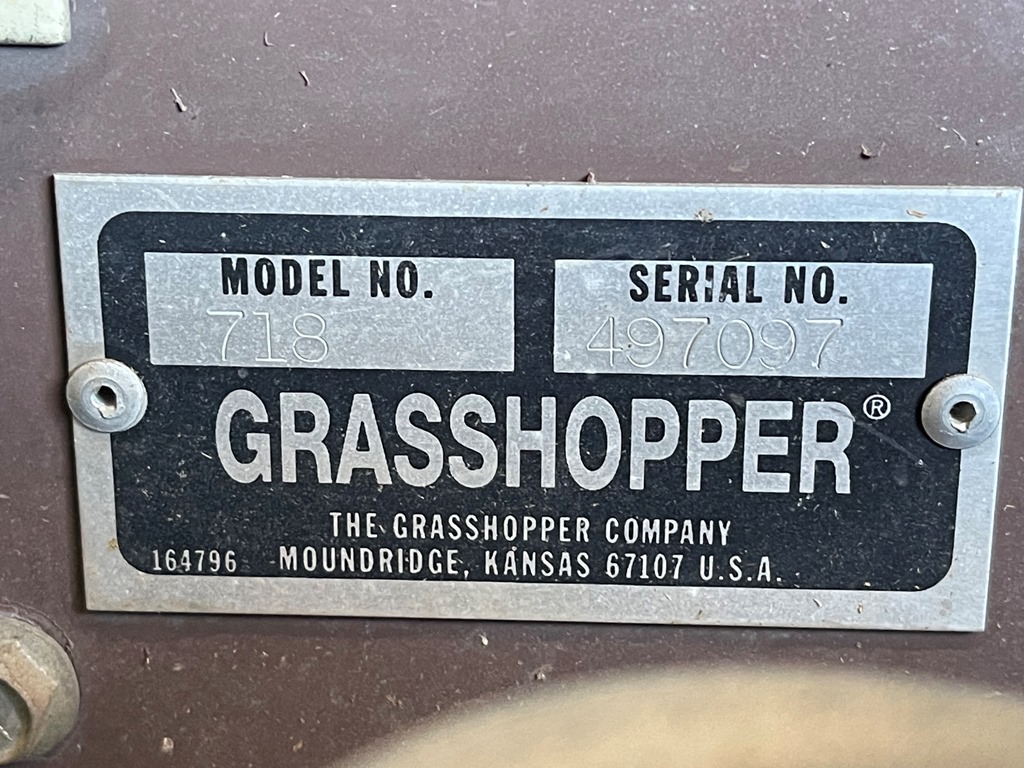 MODEL NO.
718
SERIAL NO.
497097
GRASSHOPPER®
THE GRASSHOPPER COMPANY
164796 MOUNDRIDGE, KANSAS 67107 U.S.A.